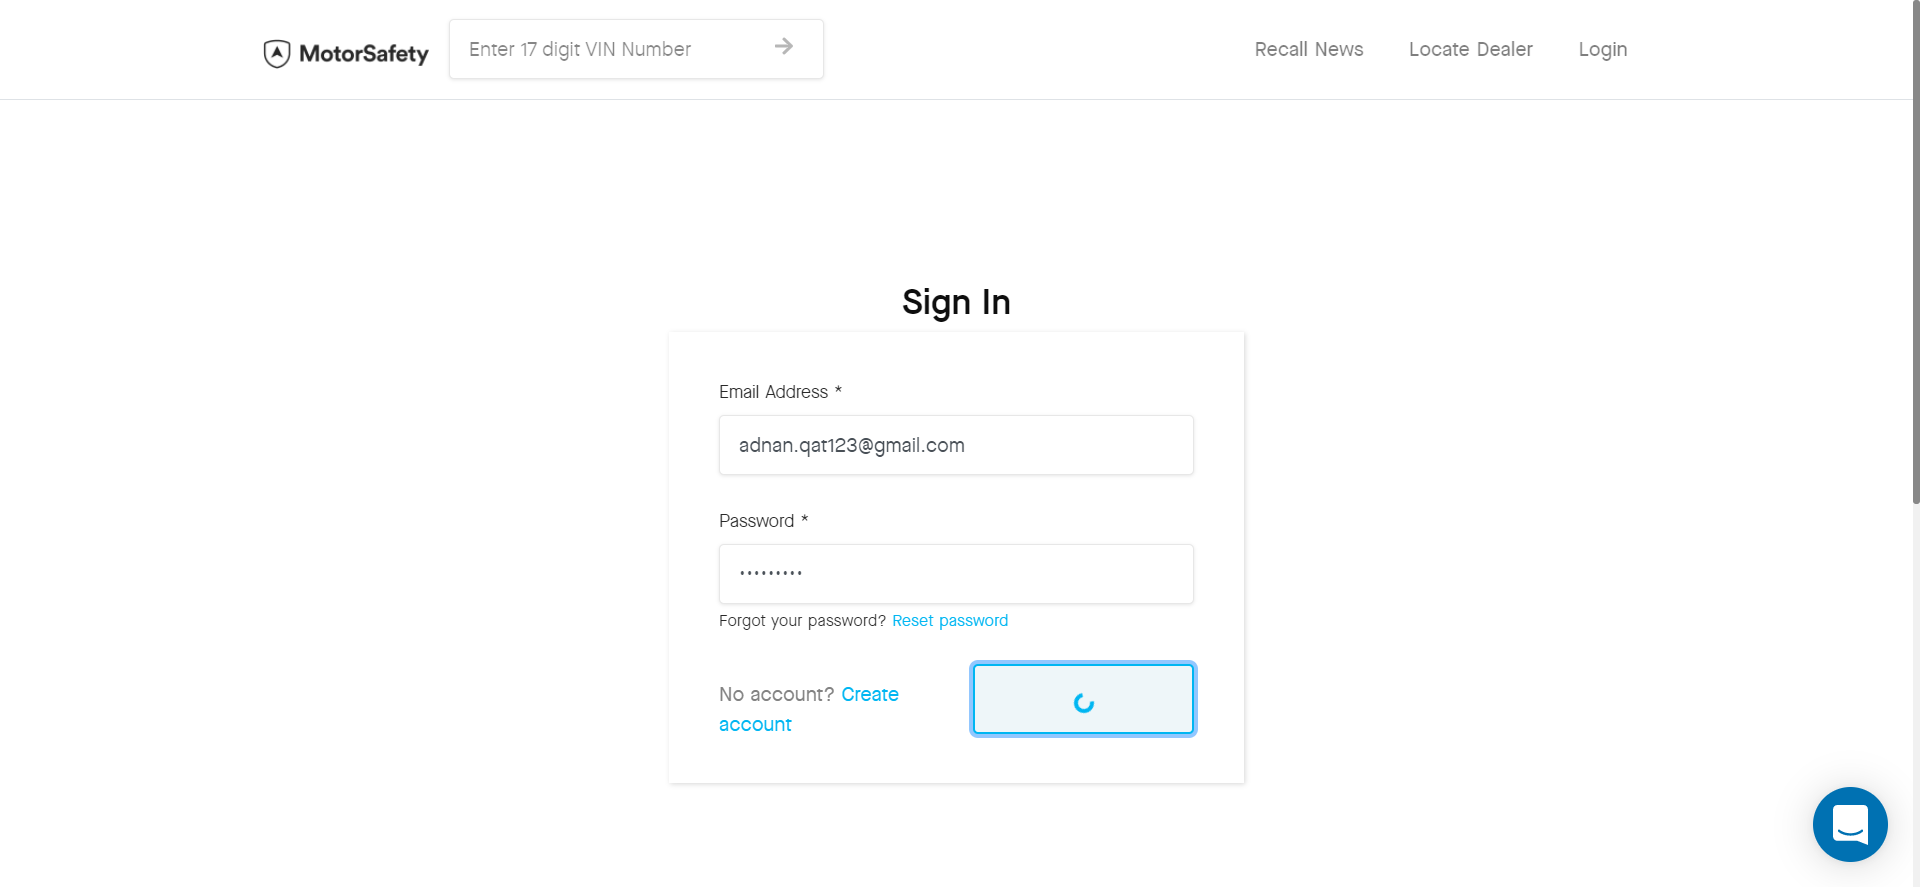 MotorSafety
Enter 17 digit VIN Number
Recall News
Locate Dealer
Login
Sign In
Email Address *
adnan.qat123@gmail.com
Password *
•••••••••
Forgot your password? Reset password
No account? Create
account